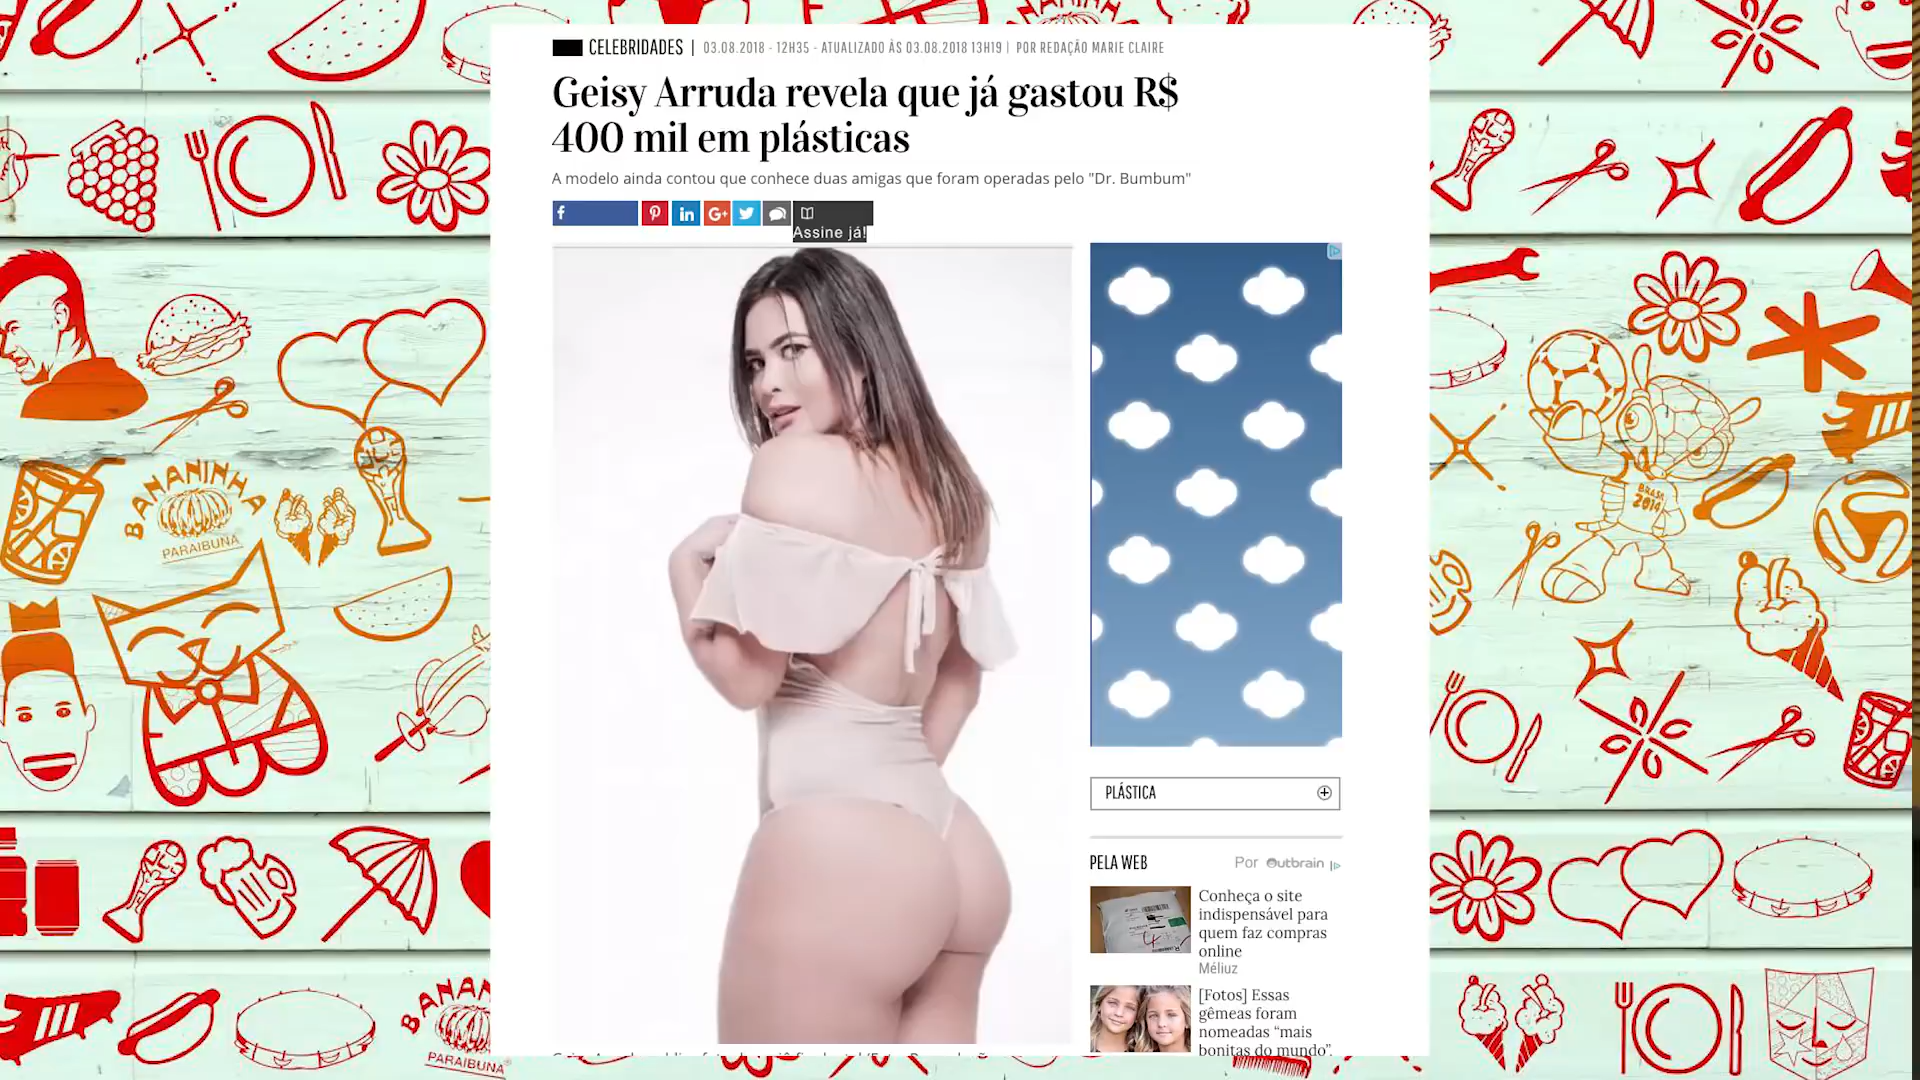 CELEBRIDADES | 03.08.2018 - 12H35 - ATUALIZADO ÀS 03.08.2018 13H19 | POR REDAÇÃO MARIE CLAIRE
Geisy Arruda revela que já gastou R$
400 mil em plásticas
A modelo ainda contou que conhece duas amigas que foram operadas pelo "Dr. Bumbum"
Assine já!
BANANINHA
PARAIBUNA
BRASIL
2014
PLÁSTICA
PELA WEB
Por Outbrain
Conheça o site
indispensável para
quem faz compras
online
Méliuz
[Fotos] Essas
gêmeas foram
nomeadas “mais
bonitas do mundo”.
BANAN
PARAIBUNA